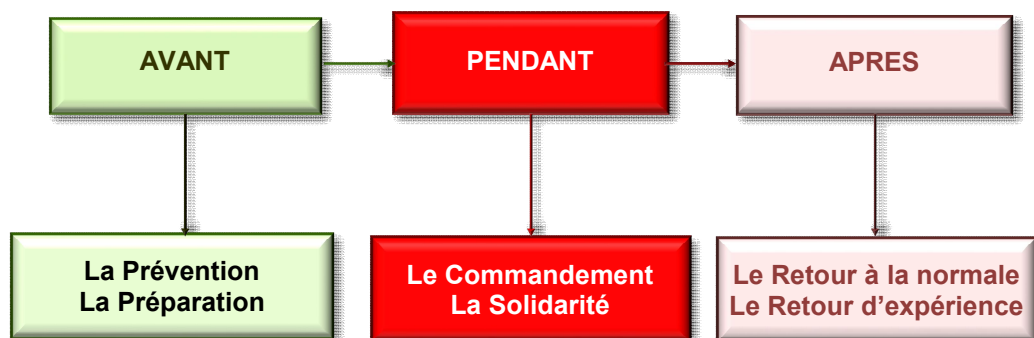 AVANT
PENDANT
APRES
La Prévention
La Préparation
Le Commandement
La Solidarité
Le Retour à la normale
Le Retour d’expérience